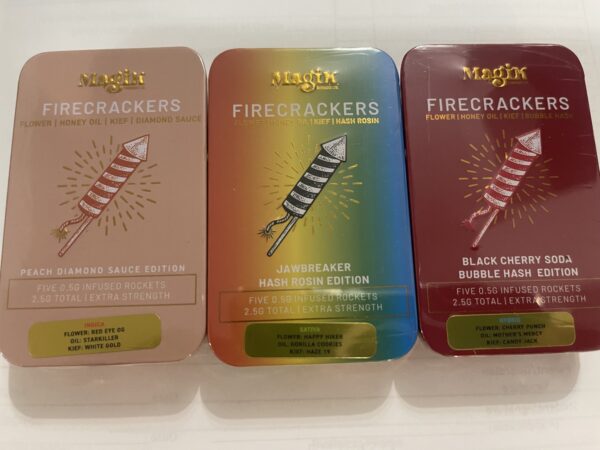 Magik
FIRECRACKERS
FLOWER | HONEY OIL | KIEF | DIAMOND SAUCE
PEACH DIAMOND SAUCE EDITION
FIVE 0.5G INFUSED ROCKETS
2.5G TOTAL | EXTRA STRENGTH
INDICA
FLOWER: RED EYE OG
OIL: STARKILLER
KIEF: WHITE GOLD
Magik
FIRECRACKERS
FLOWER | HONEY OIL | KIEF | HASH ROSIN
JAWBREAKER
HASH ROSIN EDITION
FIVE 0.5G INFUSED ROCKETS
2.5G TOTAL | EXTRA STRENGTH
SATIVA
FLOWER: HAPPY HIKER
OIL: GORILLA COOKIES
KIEF: HAZE
Magik
FIRECRACKERS
FLOWER | HONEY OIL | KIEF | BUBBLE HASH
BLACK CHERRY SODA
BUBBLE HASH EDITION
FIVE 0.5G INFUSED ROCKETS
2.5G TOTAL | EXTRA STRENGTH
HYBRID
FLOWER: CHERRY PUNCH
OIL: MOTHER'S MERCY
KIEF: CANDY JACK